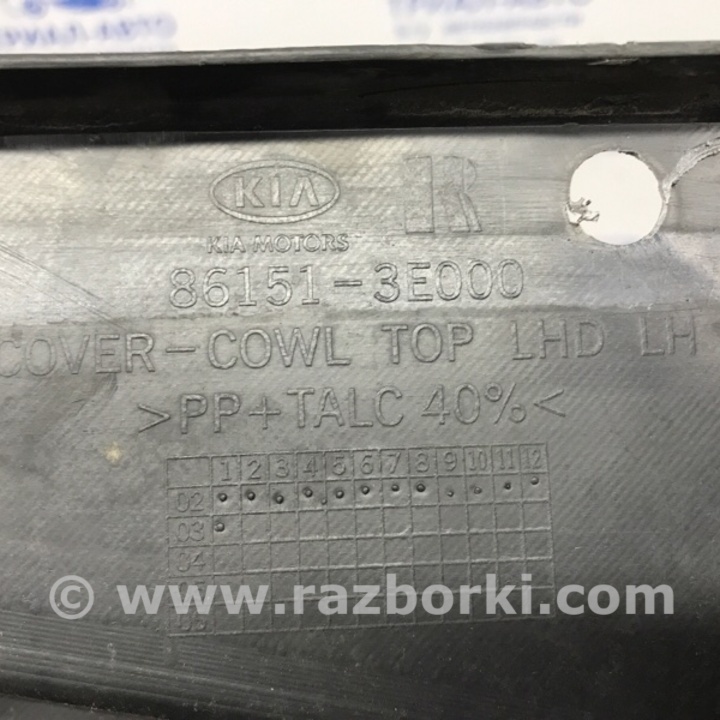 KIA R
KIA MOTORS
86151-3E000
COVER-COWL TOP LHD LH
>PP+TALC 40%<
1 2 3 4 5 6 7 8 9 10 11 12
02
03
04
© www.razborki.com